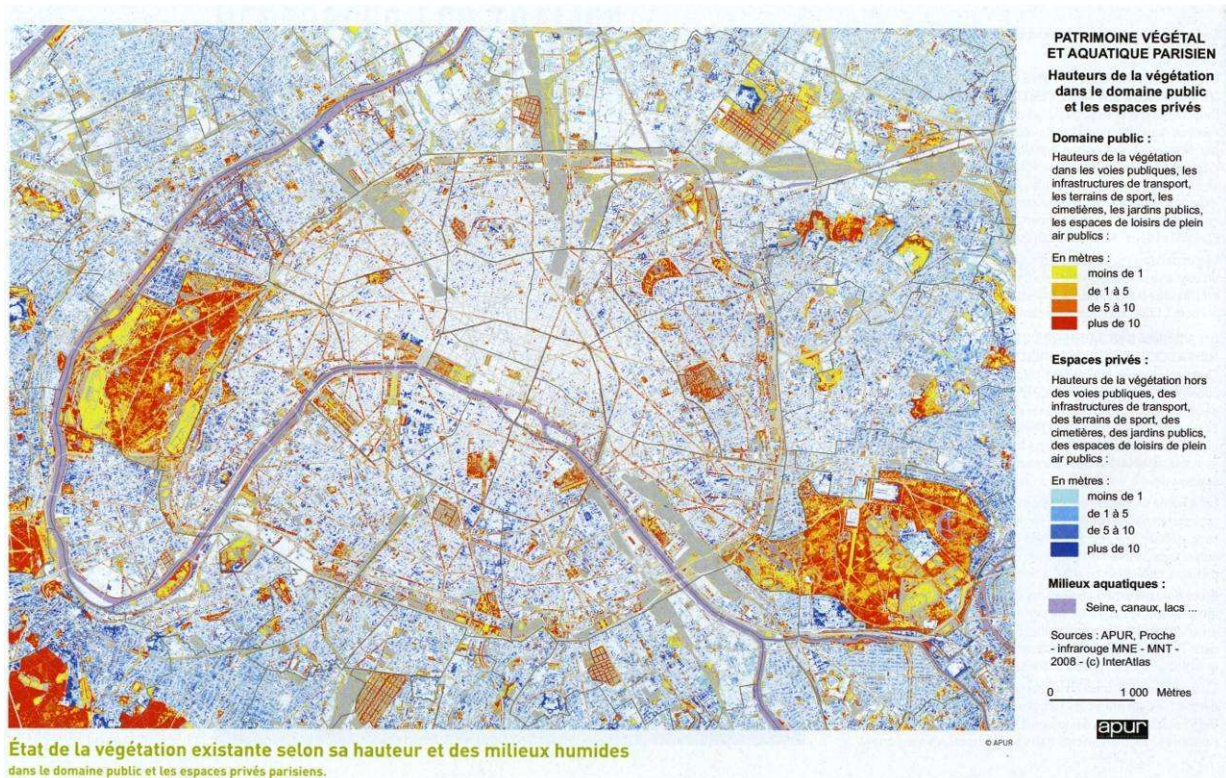 PATRIMOINE VÉGÉTAL
ET AQUATIQUE PARISIEN
Hauteurs de la végétation
dans le domaine public
et les espaces privés
Domaine public :
Hauteurs de la végétation
dans les voies publiques, les
infrastructures de transport,
les terrains de sport, les
cimetières, les jardins publics,
les espaces de loisirs de plein
air publics :
En mètres :
moins de 1
de 1 à 5
de 5 à 10
plus de 10
Espaces privés :
Hauteurs de la végétation hors
des voies publiques, des
infrastructures de transport,
des terrains de sport, des
cimetières, des jardins publics,
des espaces de loisirs de plein
air publics :
En mètres :
moins de 1
de 1 à 5
de 5 à 10
plus de 10
Milieux aquatiques :
Seine, canaux, lacs ...
Sources : APUR, Proche
- infrarouge MNE - MNT -
2008 - (c) InterAtlas
0 1 000 Mètres
apur
© APUR
État de la végétation existante selon sa hauteur et des milieux humides
dans le domaine public et les espaces privés parisiens.